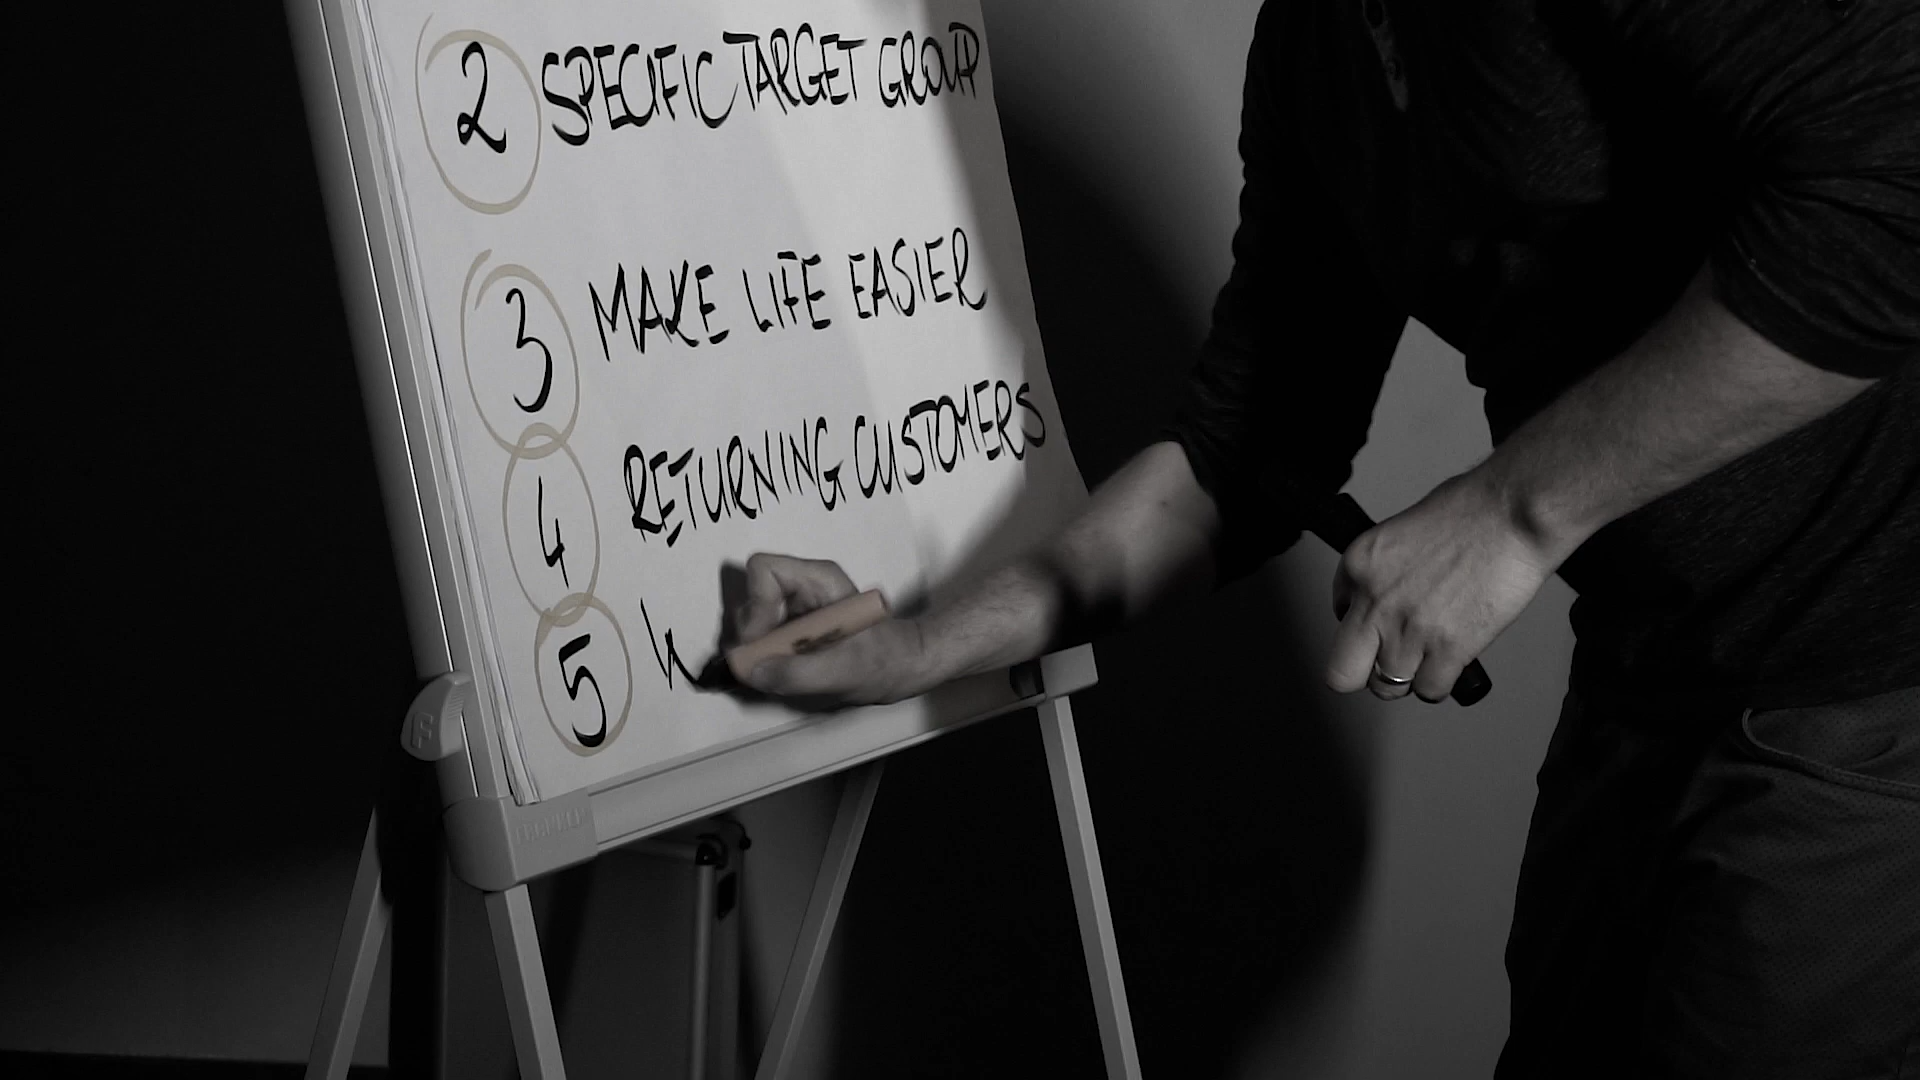 2 SPECIFIC TARGET GROUP
3 MAKE LIFE EASIER
4 RETURNING CUSTOMERS
5